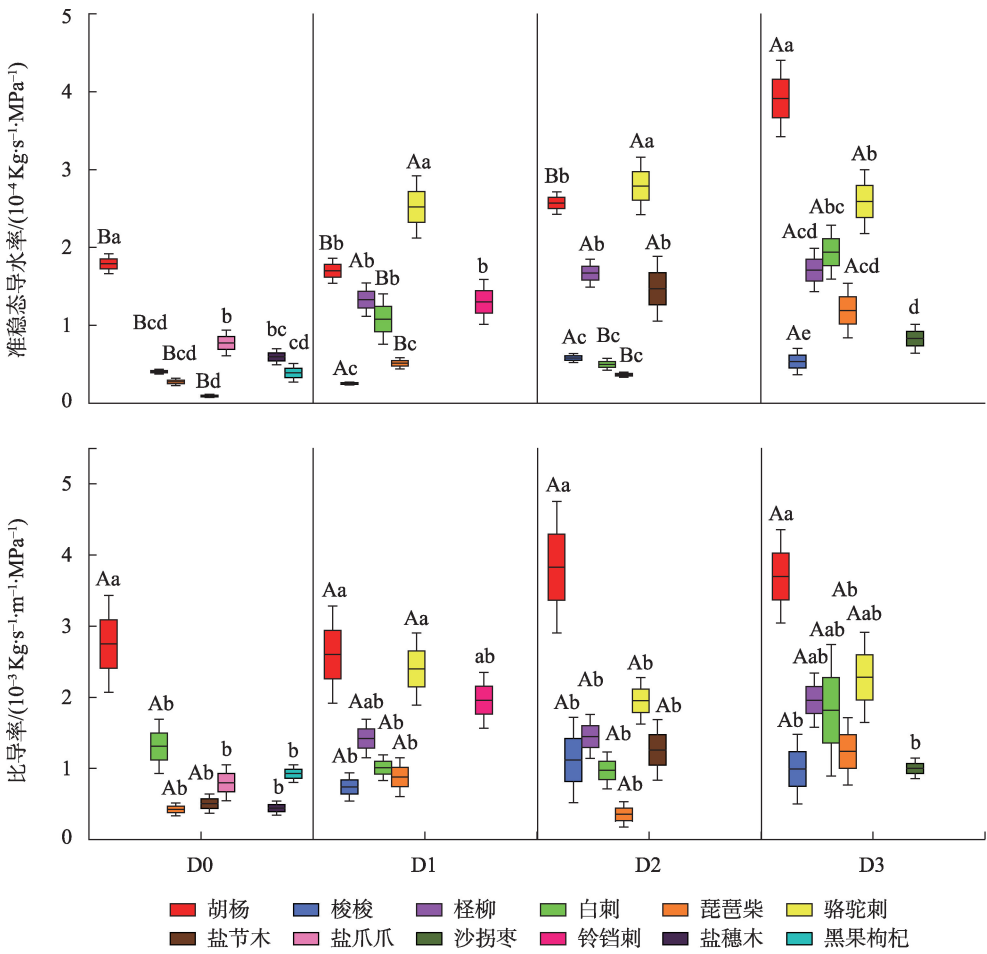 准稳态导水率/(10⁻⁴Kg·s⁻¹·MPa⁻¹)
5
4
3
2
1
0
Ba
Bcd
Bcd
Bd
b
bc
cd
Bb
Ac
Ab
Bb
Bc
Aa
b
Bb
Ac
Ab
Bc
Bc
Aa
Ab
Aa
Ae
Acd
Abc
Acd
Ab
d
比导率/(10⁻³Kg·s⁻¹·m⁻¹·MPa⁻¹)
5
4
3
2
1
0
Aa
Ab
Ab
Ab
b
b
b
Aa
Ab
Aab
Ab
Ab
Aa
ab
Aa
Ab
Ab
Ab
Ab
Ab
Ab
Aa
Ab
Aab
Aab
Ab
Aab
b
D0 D1 D2 D3
胡杨 梭梭 柽柳 白刺 琵琶柴 骆驼刺
盐节木 盐爪爪 沙拐枣 铃铛刺 盐穗木 黑果枸杞